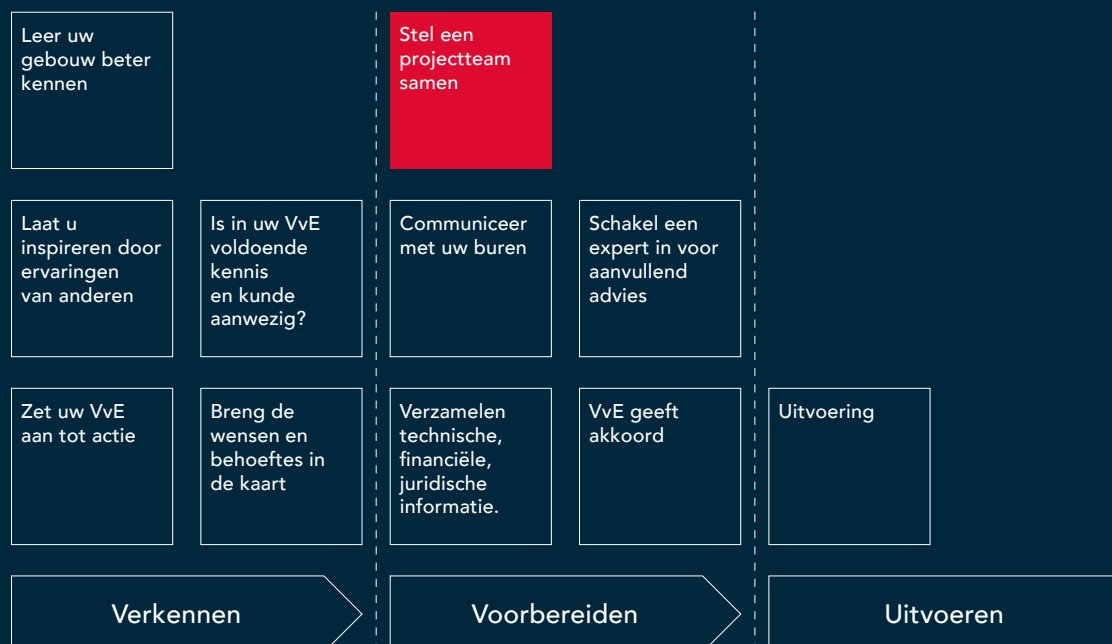 Leer uw
gebouw beter
kennen
Stel een
projectteam
samen
Laat u
inspireren door
ervaringen
van anderen
Is in uw VvE
voldoende
kennis
en kunde
aanwezig?
Communiceer
met uw buren
Schakel een
expert in voor
aanvullend
advies
Zet uw VvE
aan tot actie
Breng de
wensen en
behoeftes in
de kaart
Verzamelen
technische,
financiële,
juridische
informatie.
VvE geeft
akkoord
Uitvoering
Verkennen
Voorbereiden
Uitvoeren